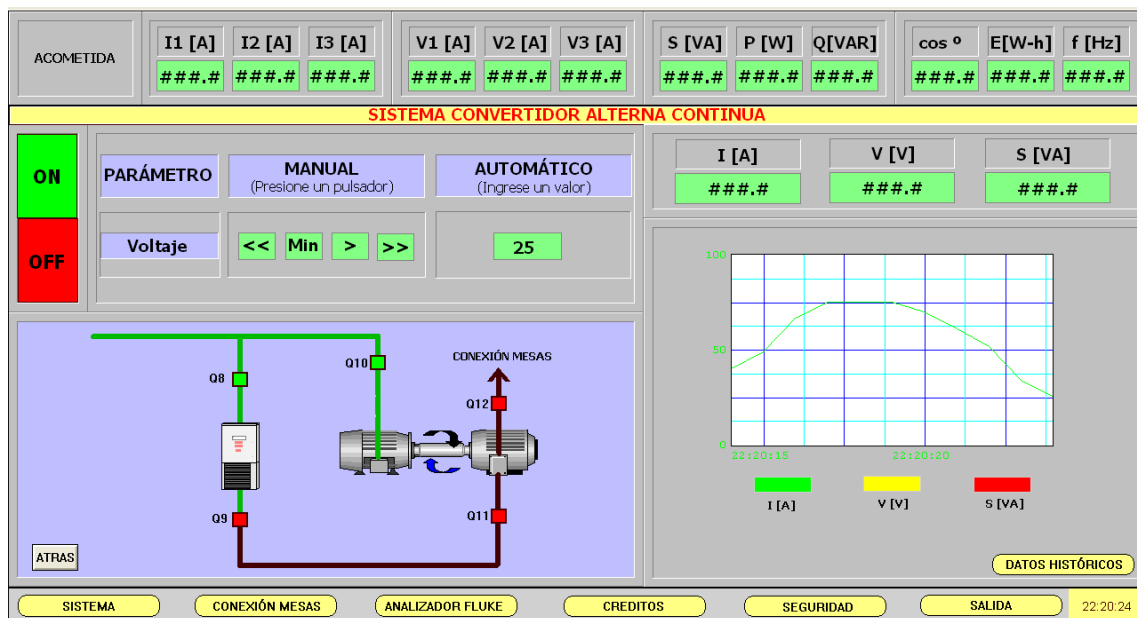 ACOMETIDA
I1 [A] I2 [A] I3 [A] V1 [A] V2 [A] V3 [A] S [VA] P [W] Q[VAR] cos º E[W-h] f [Hz]
###.# ###.# ###.# ###.# ###.# ###.# ###.# ###.# ###.# ###.# ###.# ###.#
SISTEMA CONVERTIDOR ALTERNA CONTINUA
ON
OFF
PARÁMETRO
MANUAL
(Presione un pulsador)
AUTOMÁTICO
(Ingrese un valor)
Voltaje
<< Min > >>
25
I [A] V [V] S [VA]
###.# ###.# ###.#
100
50
0
22:20:15 22:20:20
I [A] V [V] S [VA]
DATOS HISTÓRICOS
CONEXIÓN MESAS
Q10
Q8
Q12
Q9
Q11
ATRAS
SISTEMA CONEXIÓN MESAS ANALIZADOR FLUKE CREDITOS SEGURIDAD SALIDA 22:20:24